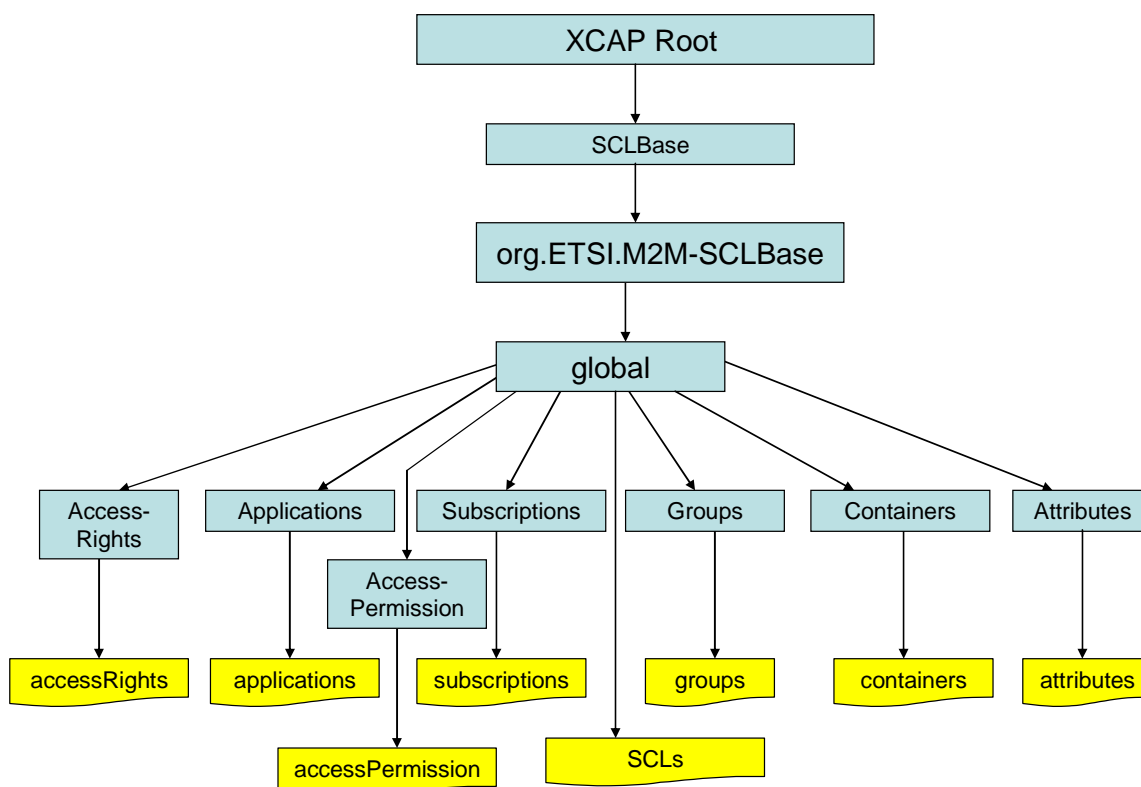 XCAP Root
SCLBase
org.ETSI.M2M-SCLBase
global
Access-
Rights
Applications
Subscriptions
Groups
Containers
Attributes
Access-
Permission
accessRights
applications
subscriptions
groups
containers
attributes
accessPermission
SCLs